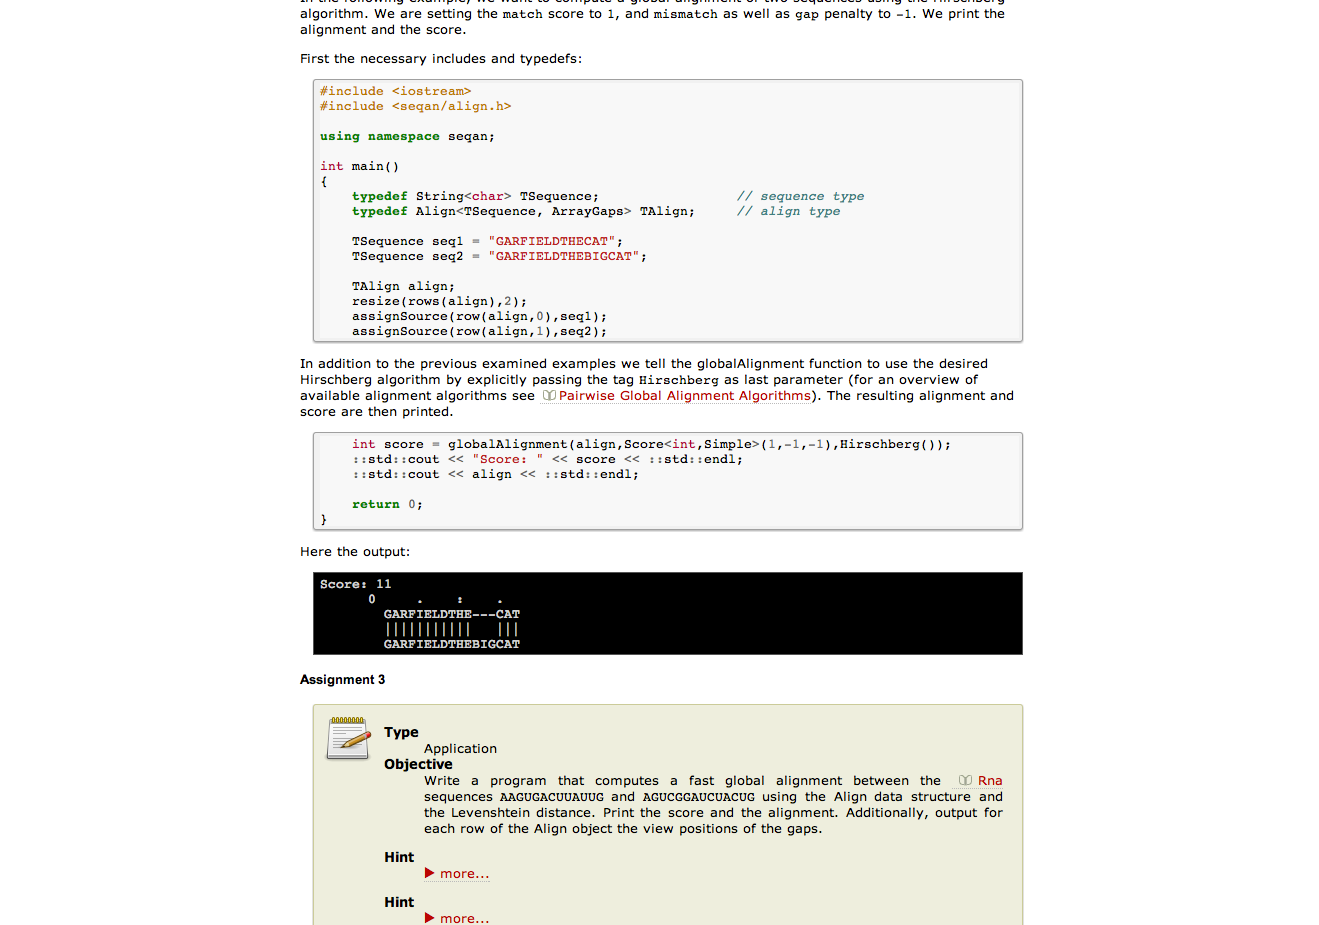 algorithm. We are setting the match score to 1, and mismatch as well as gap penalty to -1. We print the
alignment and the score.
First the necessary includes and typedefs:
#include <iostream>
#include <seqan/align.h>
using namespace seqan;
int main()
{
typedef String<char> TSequence; // sequence type
typedef Align<TSequence, ArrayGaps> TAlign; // align type
TSequence seq1 = "GARFIELDTHECAT";
TSequence seq2 = "GARFIELDTHEBIGCAT";
TAlign align;
resize(rows(align),2);
assignSource(row(align,0),seq1);
assignSource(row(align,1),seq2);
In addition to the previous examined examples we tell the globalAlignment function to use the desired
Hirschberg algorithm by explicitly passing the tag Hirschberg as last parameter (for an overview of
available alignment algorithms see Pairwise Global Alignment Algorithms). The resulting alignment and
score are then printed.
int score = globalAlignment(align,Score<int,Simple>(1,-1,-1),Hirschberg());
::std::cout << "Score: " << score << ::std::endl;
::std::cout << align << ::std::endl;
return 0;
}
Here the output:
Score: 11
0 . : .
GARFIELDTHE---CAT
||||||||||| |||
GARFIELDTHEBIGCAT
Assignment 3
Type
Application
Objective
Write a program that computes a fast global alignment between the Rna
sequences AAGUGACUUAUUG and AGUCGGAUCUACUG using the Align data structure and
the Levenshtein distance. Print the score and the alignment. Additionally, output for
each row of the Align object the view positions of the gaps.
Hint
more...
Hint
more...